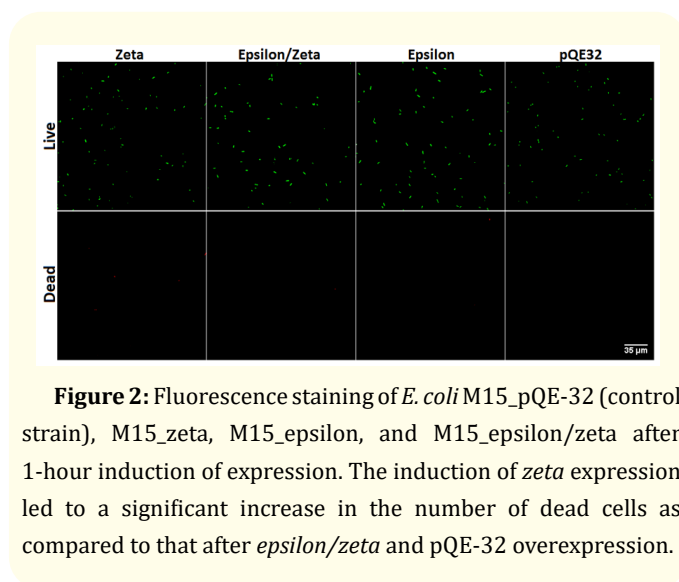 Zeta Epsilon/Zeta Epsilon pQE32
Live
Dead
35 µm
Figure 2: Fluorescence staining of E. coli M15_pQE-32 (control
strain), M15_zeta, M15_epsilon, and M15_epsilon/zeta after
1-hour induction of expression. The induction of zeta expression
led to a significant increase in the number of dead cells as
compared to that after epsilon/zeta and pQE-32 overexpression.